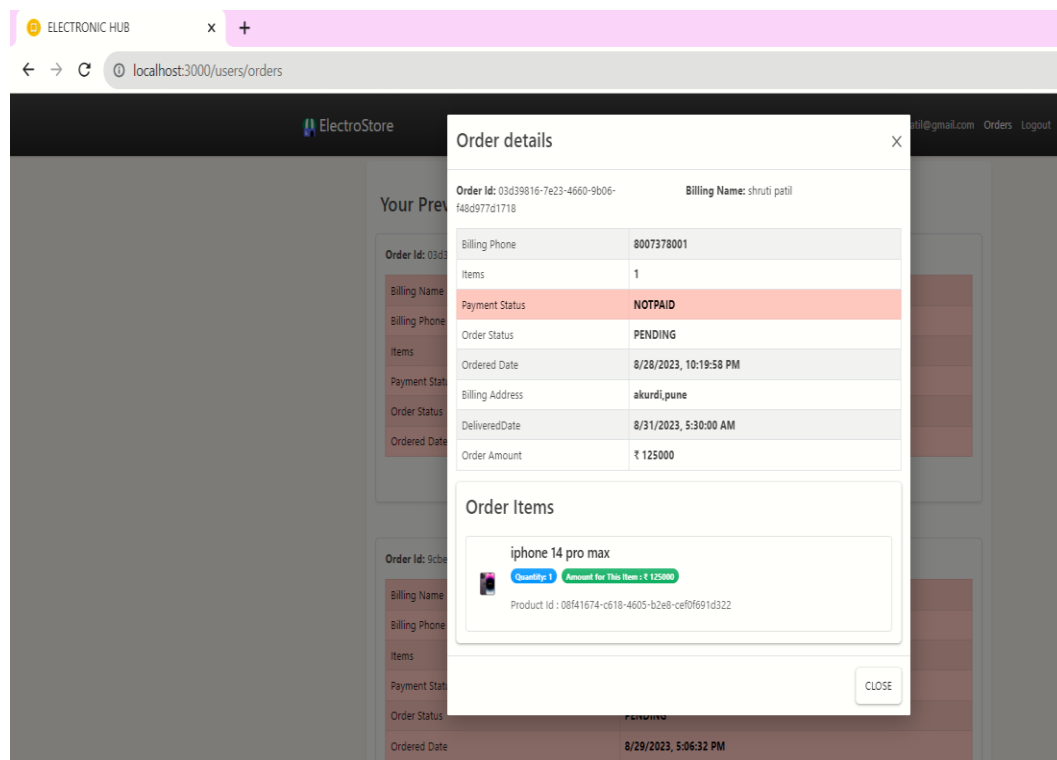 ELECTRONIC HUB
localhost:3000/users/orders
ElectroStore
atil@gmail.com Orders Logout
Order details
Order Id: 03d39816-7e23-4660-9b06-
f48d977d1718
Billing Name: shruti patil
Billing Phone 8007378001
Items 1
Payment Status NOTPAID
Order Status PENDING
Ordered Date 8/28/2023, 10:19:58 PM
Billing Address akurdi,pune
DeliveredDate 8/31/2023, 5:30:00 AM
Order Amount ₹ 125000
Order Items
iphone 14 pro max
Quantity: 1 Amount for This Item : ₹ 125000
Product Id : 08f41674-c618-4605-b2e8-cef0f691d322
CLOSE
Your Prev
Order Id: 03d3
Billing Name
Billing Phone
Items
Payment Stat
Order Status
Ordered Date
Order Id: 9cbe
Billing Name
Billing Phone
Items
Payment Stat
Order Status PENDING
Ordered Date 8/29/2023, 5:06:32 PM